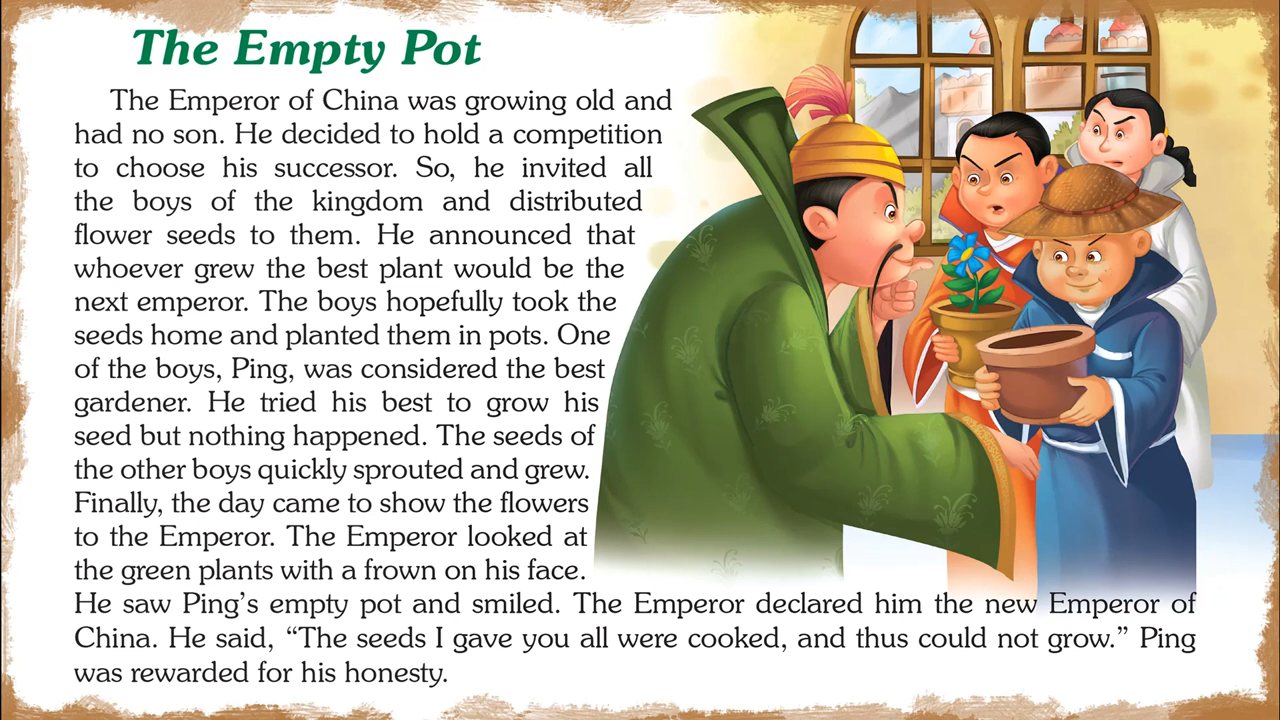 The Empty Pot
The Emperor of China was growing old and
had no son. He decided to hold a competition
to choose his successor. So, he invited all
the boys of the kingdom and distributed
flower seeds to them. He announced that
whoever grew the best plant would be the
next emperor. The boys hopefully took the
seeds home and planted them in pots. One
of the boys, Ping, was considered the best
gardener. He tried his best to grow his
seed but nothing happened. The seeds of
the other boys quickly sprouted and grew.
Finally, the day came to show the flowers
to the Emperor. The Emperor looked at
the green plants with a frown on his face.
He saw Ping’s empty pot and smiled. The Emperor declared him the new Emperor of
China. He said, “The seeds I gave you all were cooked, and thus could not grow.” Ping
was rewarded for his honesty.